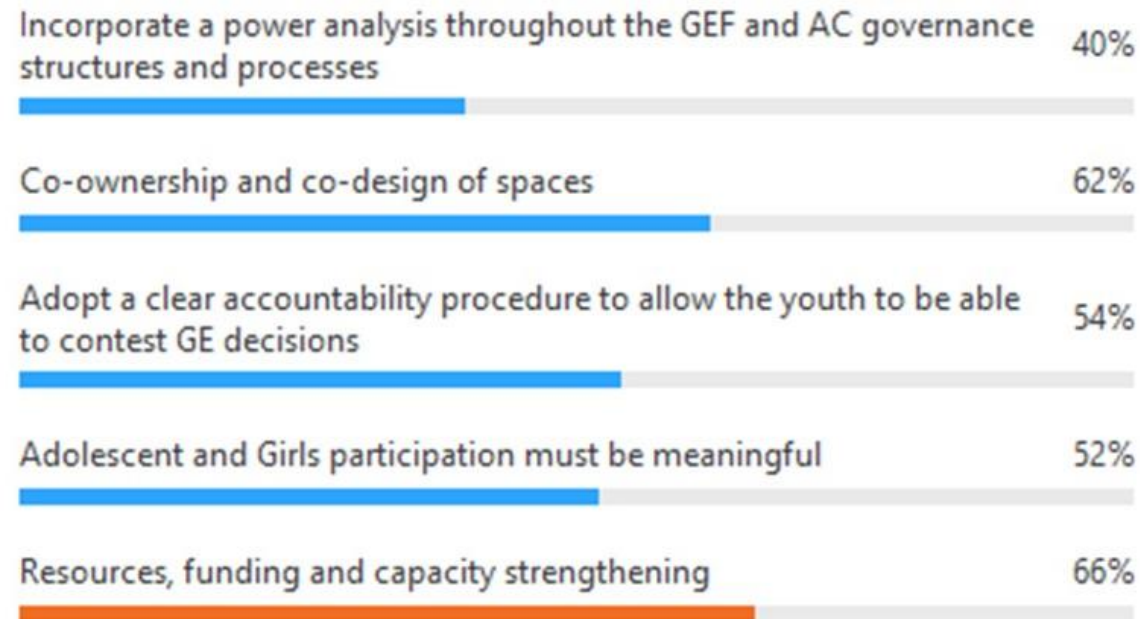 Incorporate a power analysis throughout the GEF and AC governance 40%
structures and processes
Co-ownership and co-design of spaces 62%
Adopt a clear accountability procedure to allow the youth to be able 54%
to contest GE decisions
Adolescent and Girls participation must be meaningful 52%
Resources, funding and capacity strengthening 66%